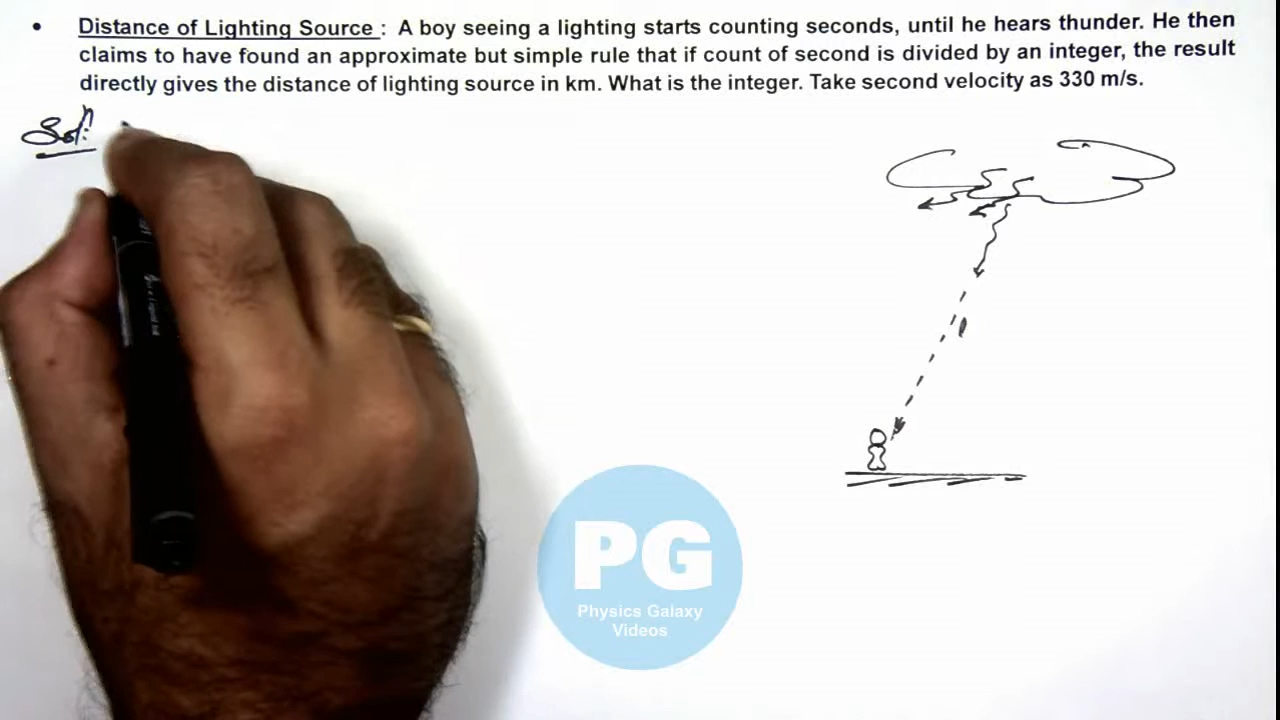 • Distance of Lighting Source : A boy seeing a lighting starts counting seconds, until he hears thunder. He then
claims to have found an approximate but simple rule that if count of second is divided by an integer, the result
directly gives the distance of lighting source in km. What is the integer. Take second velocity as 330 m/s.
Solⁿ:
PG
Physics Galaxy
Videos